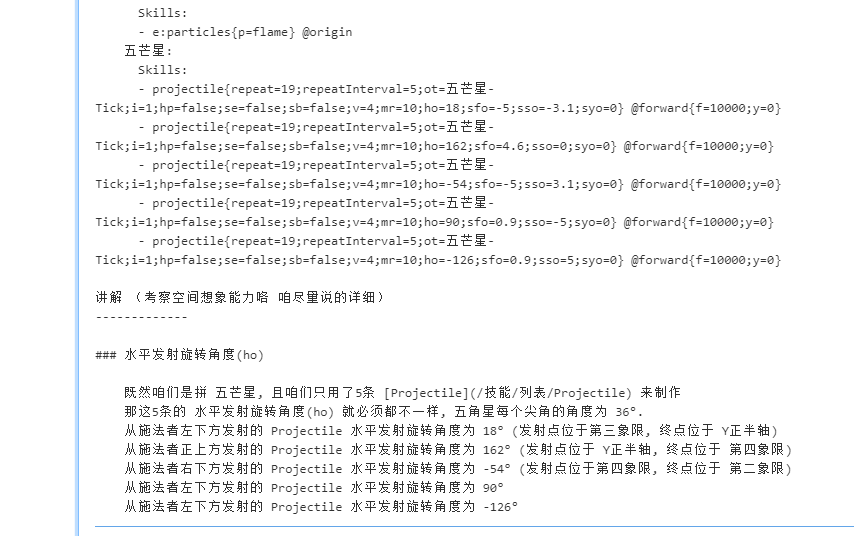 Skills:
- e:particles{p=flame} @origin
五芒星:
Skills:
- projectile{repeat=19;repeatInterval=5;ot=五芒星-
Tick;i=1;hp=false;se=false;sb=false;v=4;mr=10;ho=18;sfo=-5;sso=-3.1;syo=0} @forward{f=10000;y=0}
- projectile{repeat=19;repeatInterval=5;ot=五芒星-
Tick;i=1;hp=false;se=false;sb=false;v=4;mr=10;ho=162;sfo=4.6;sso=0;syo=0} @forward{f=10000;y=0}
- projectile{repeat=19;repeatInterval=5;ot=五芒星-
Tick;i=1;hp=false;se=false;sb=false;v=4;mr=10;ho=-54;sfo=-5;sso=3.1;syo=0} @forward{f=10000;y=0}
- projectile{repeat=19;repeatInterval=5;ot=五芒星-
Tick;i=1;hp=false;se=false;sb=false;v=4;mr=10;ho=90;sfo=0.9;sso=-5;syo=0} @forward{f=10000;y=0}
- projectile{repeat=19;repeatInterval=5;ot=五芒星-
Tick;i=1;hp=false;se=false;sb=false;v=4;mr=10;ho=-126;sfo=0.9;sso=5;syo=0} @forward{f=10000;y=0}
讲解 (考察空间想象能力咯 咱尽量说的详细)
-------------
### 水平发射旋转角度(ho)
既然咱们是拼 五芒星, 且咱们只用了5条 [Projectile](/技能/列表/Projectile) 来制作
那这5条的 水平发射旋转角度(ho) 就必须都不一样, 五角星每个尖角的角度为 36°.
从施法者左下方发射的 Projectile 水平发射旋转角度为 18° (发射点位于第三象限, 终点位于 Y正半轴)
从施法者正上方发射的 Projectile 水平发射旋转角度为 162° (发射点位于 Y正半轴, 终点位于 第四象限)
从施法者右下方发射的 Projectile 水平发射旋转角度为 -54° (发射点位于第四象限, 终点位于 第二象限)
从施法者左下方发射的 Projectile 水平发射旋转角度为 90°
从施法者左下方发射的 Projectile 水平发射旋转角度为 -126°